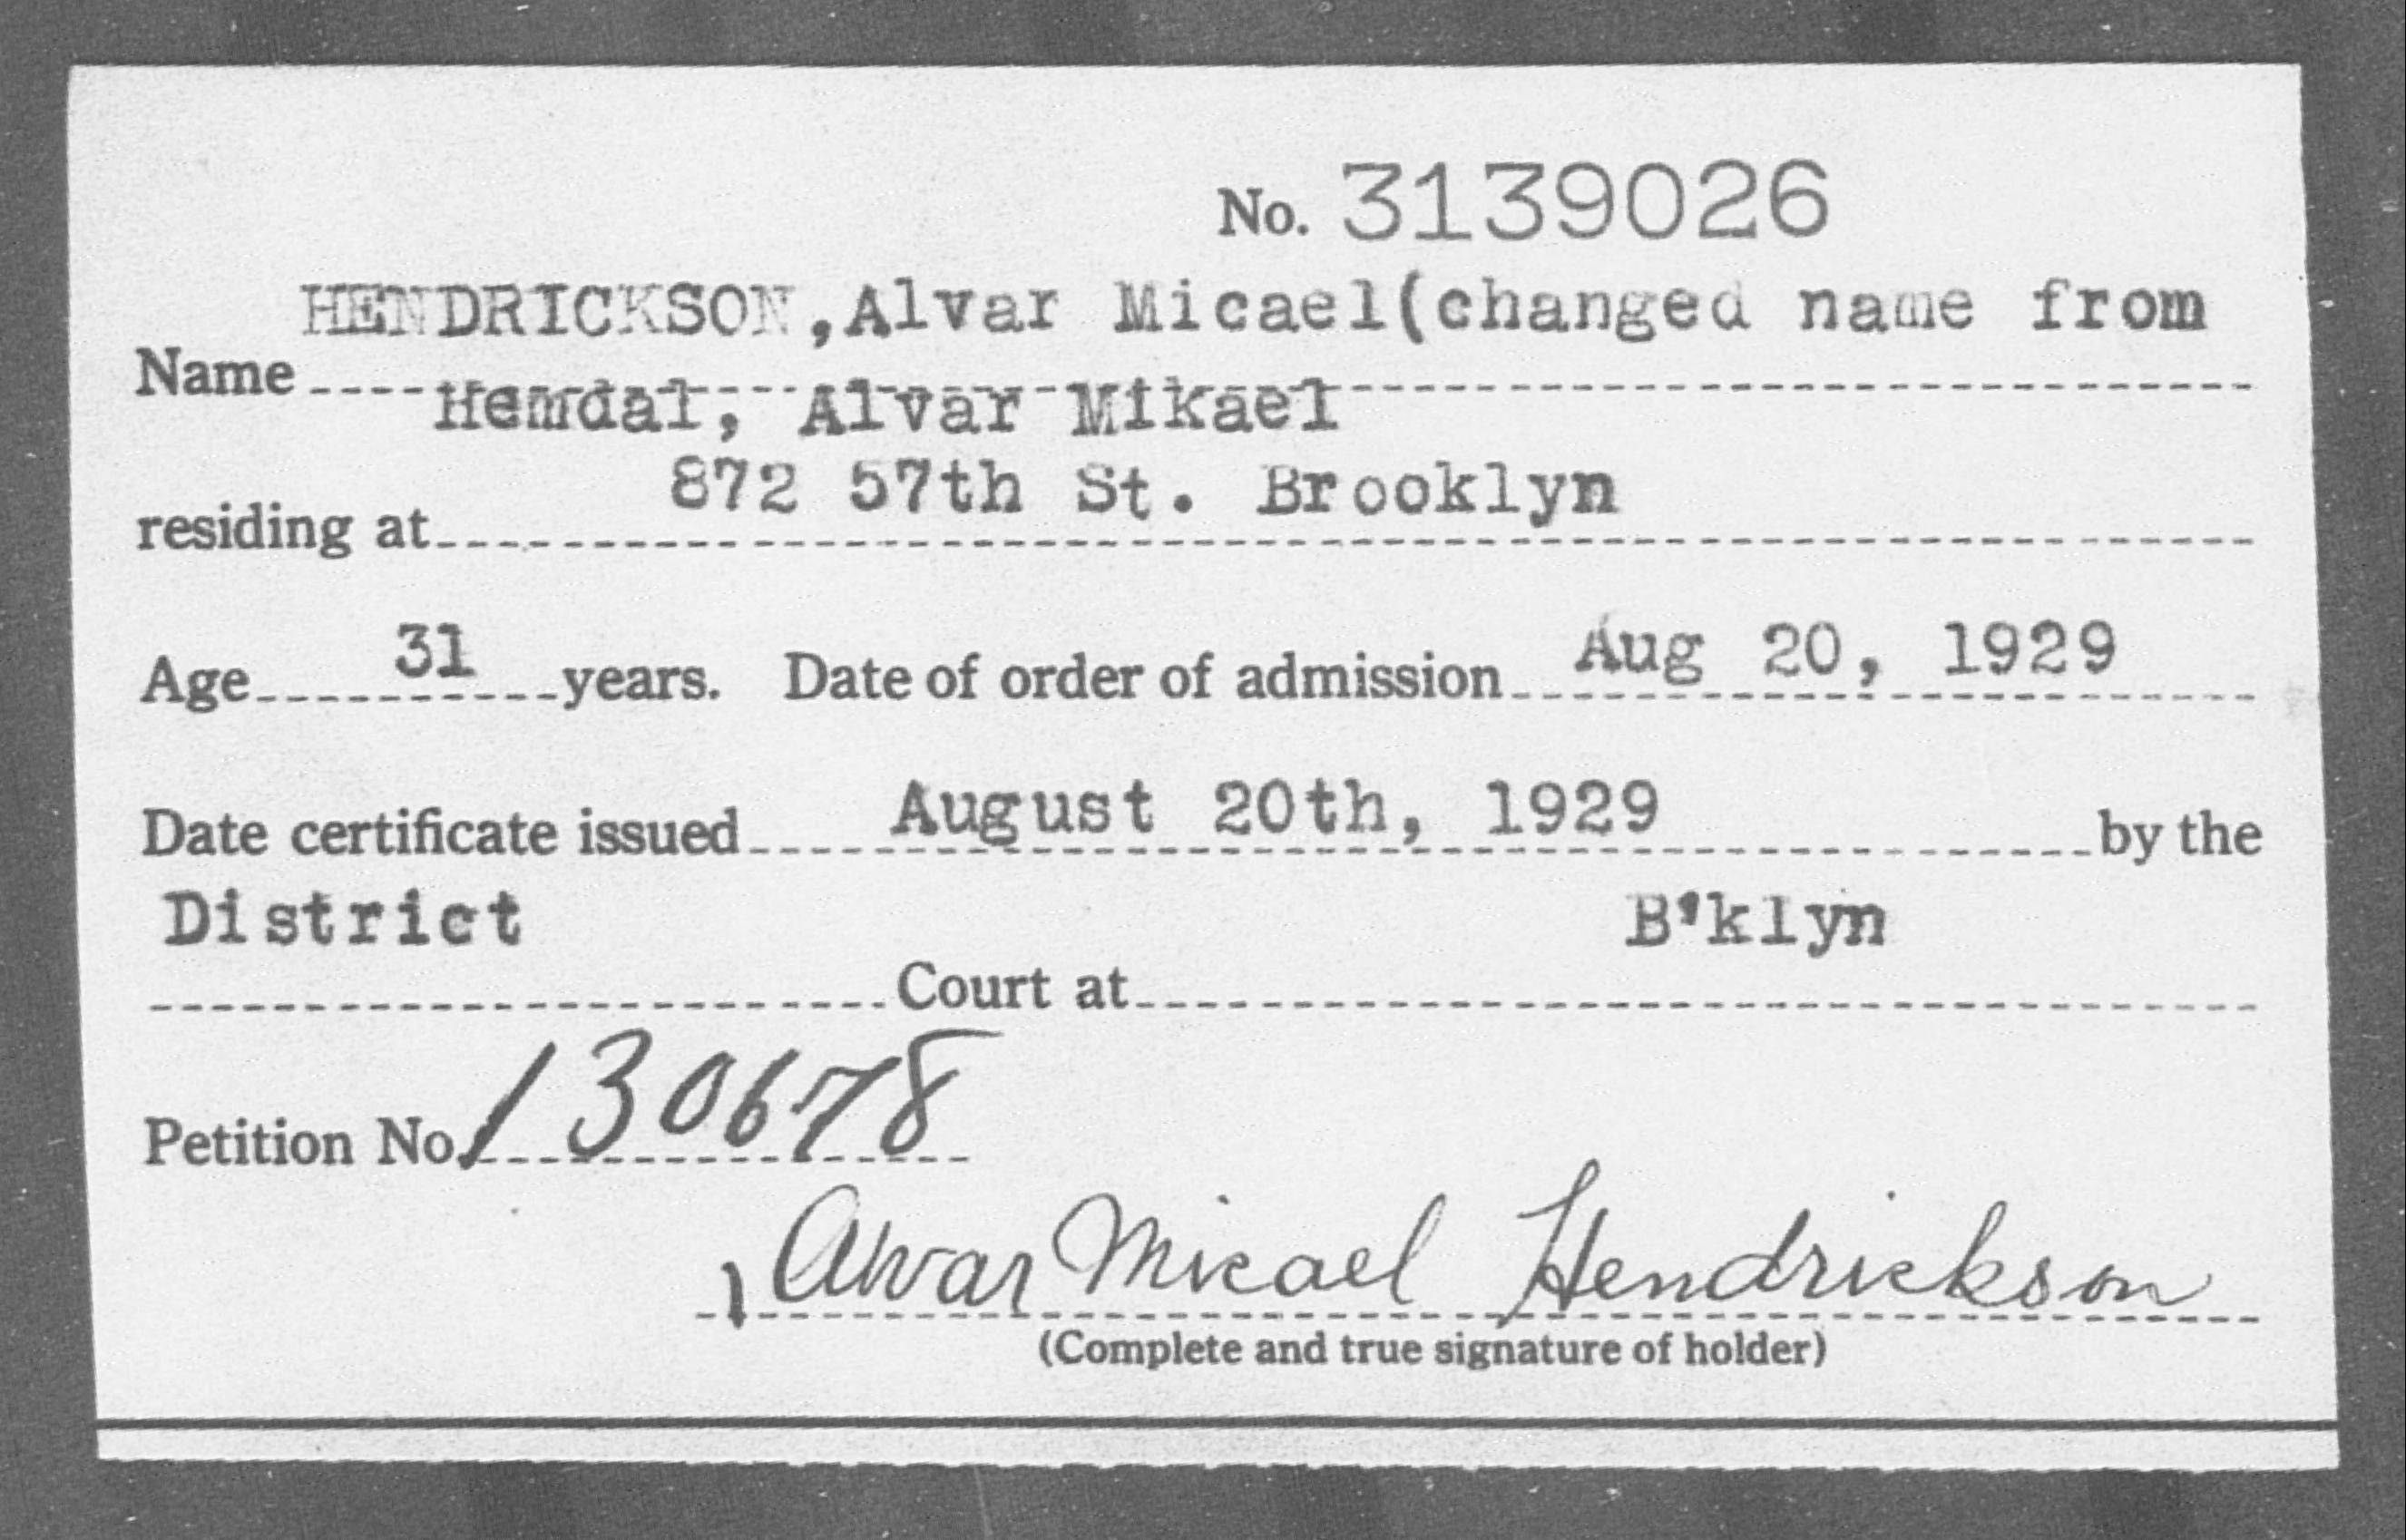 No. 3139026
HENDRICKSON,Alvar Micael(changed name from
Name Hemdal, Alvar Mikael
residing at 872 57th St. Brooklyn
Age 31 years. Date of order of admission Aug 20, 1929
Date certificate issued August 20th, 1929 by the
District Court at B'klyn
Petition No. 130678
Alvar Micael Hendrickson
(Complete and true signature of holder)